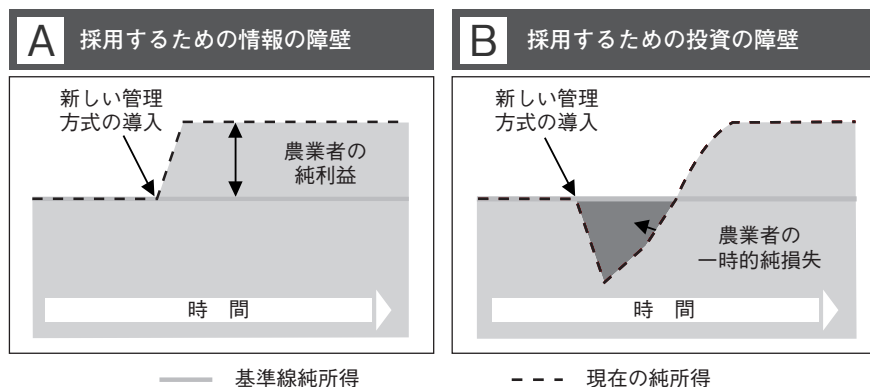 A 採用するための情報の障壁
新しい管理
方式の導入
農業者の
純利益
時 間
B 採用するための投資の障壁
新しい管理
方式の導入
農業者の
一時的純損失
時 間
基準線純所得
現在の純所得